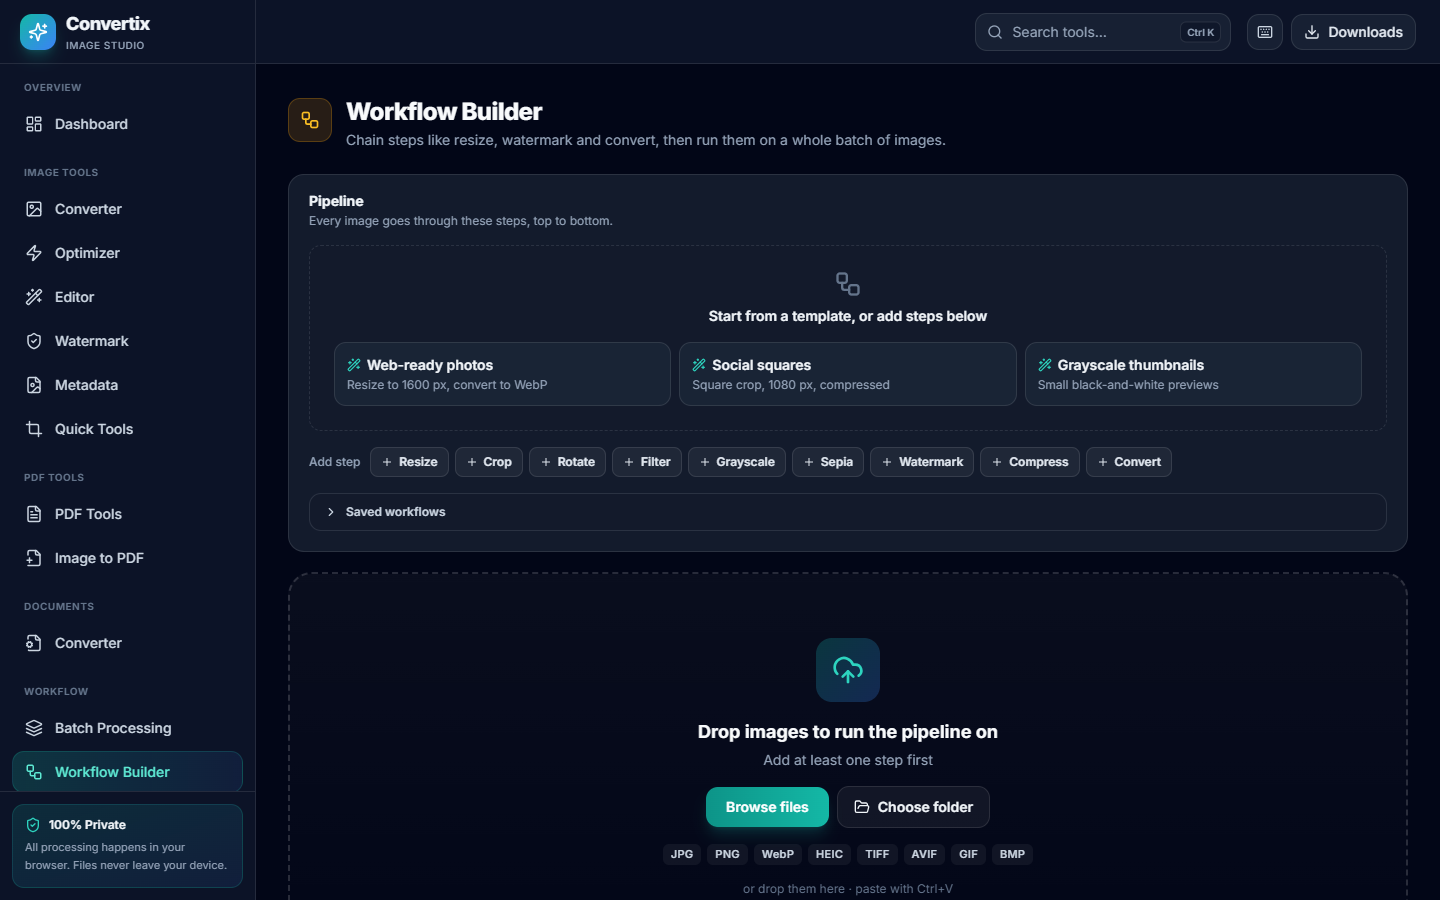 Convertix
IMAGE STUDIO
Search tools...
Ctrl K
Downloads
OVERVIEW
Dashboard
IMAGE TOOLS
Converter
Optimizer
Editor
Watermark
Metadata
Quick Tools
PDF TOOLS
PDF Tools
Image to PDF
DOCUMENTS
Converter
WORKFLOW
Batch Processing
Workflow Builder
100% Private
All processing happens in your
browser. Files never leave your device.
Workflow Builder
Chain steps like resize, watermark and convert, then run them on a whole batch of images.
Pipeline
Every image goes through these steps, top to bottom.
Start from a template, or add steps below
Web-ready photos
Resize to 1600 px, convert to WebP
Social squares
Square crop, 1080 px, compressed
Grayscale thumbnails
Small black-and-white previews
Add step
+ Resize
+ Crop
+ Rotate
+ Filter
+ Grayscale
+ Sepia
+ Watermark
+ Compress
+ Convert
Saved workflows
Drop images to run the pipeline on
Add at least one step first
Browse files
Choose folder
JPG
PNG
WebP
HEIC
TIFF
AVIF
GIF
BMP
or drop them here · paste with Ctrl+V